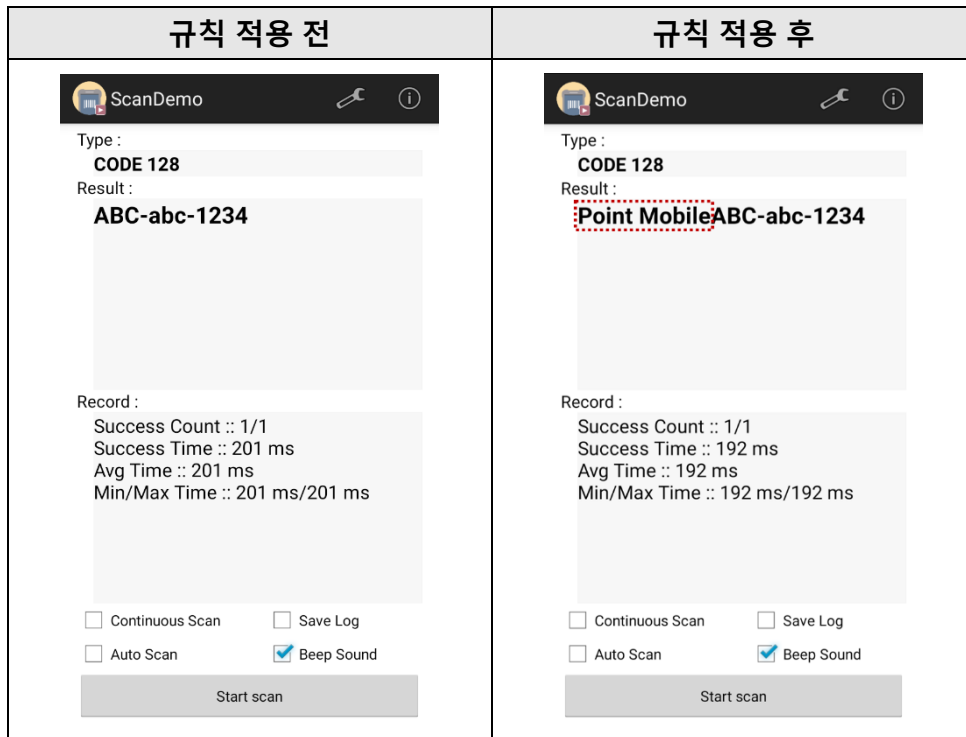 규칙 적용 전
규칙 적용 후
ScanDemo
Type :
CODE 128
Result :
ABC-abc-1234
Record :
Success Count :: 1/1
Success Time :: 201 ms
Avg Time :: 201 ms
Min/Max Time :: 201 ms/201 ms
Continuous Scan
Save Log
Auto Scan
Beep Sound
Start scan
ScanDemo
Type :
CODE 128
Result :
Point MobileABC-abc-1234
Record :
Success Count :: 1/1
Success Time :: 192 ms
Avg Time :: 192 ms
Min/Max Time :: 192 ms/192 ms
Continuous Scan
Save Log
Auto Scan
Beep Sound
Start scan